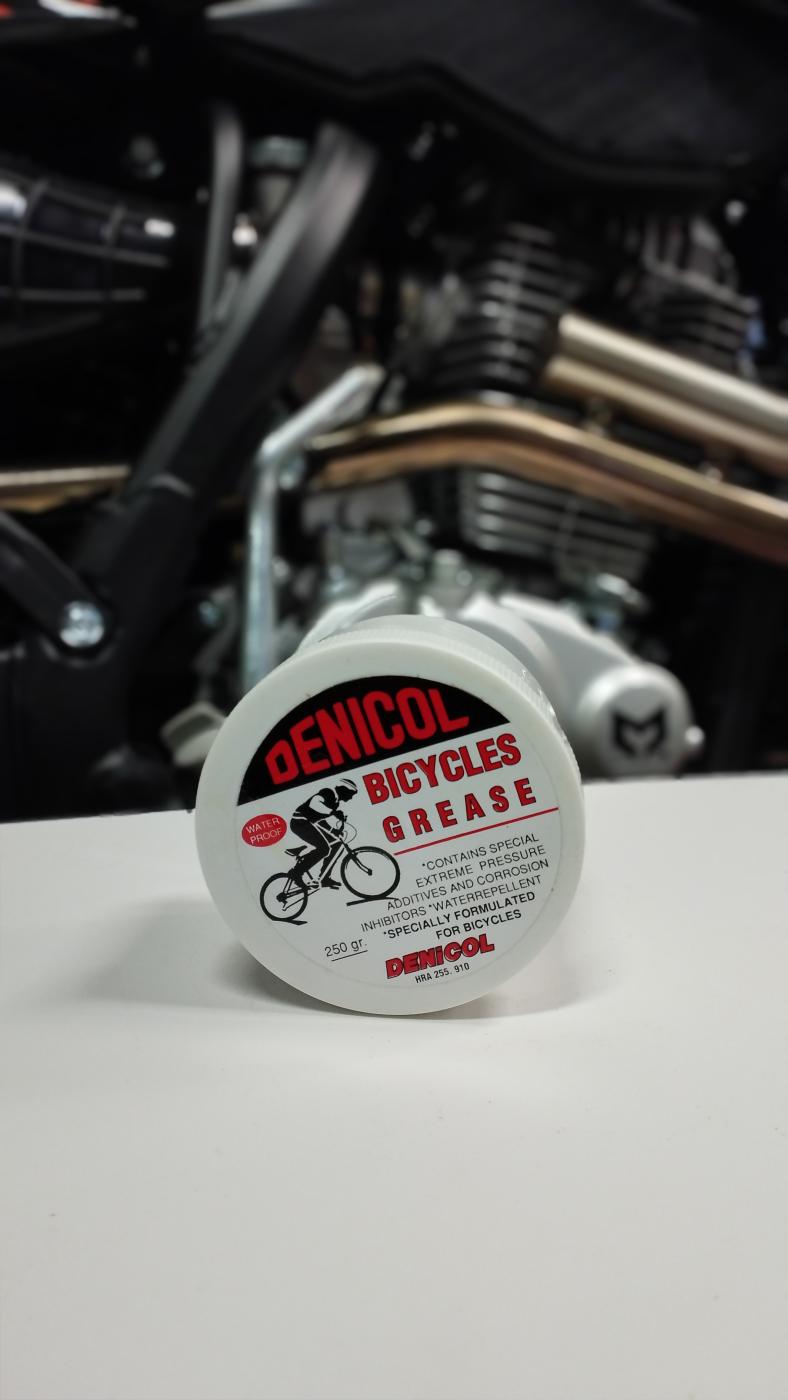 DENICOL
BICYCLES
GREASE
WATER
PROOF
*CONTAINS SPECIAL
EXTREME PRESSURE
ADDITIVES AND CORROSION
INHIBITORS *WATERREPELLENT
*SPECIALLY FORMULATED
FOR BICYCLES
250 gr.
DENiCOL
HRA 255. 910